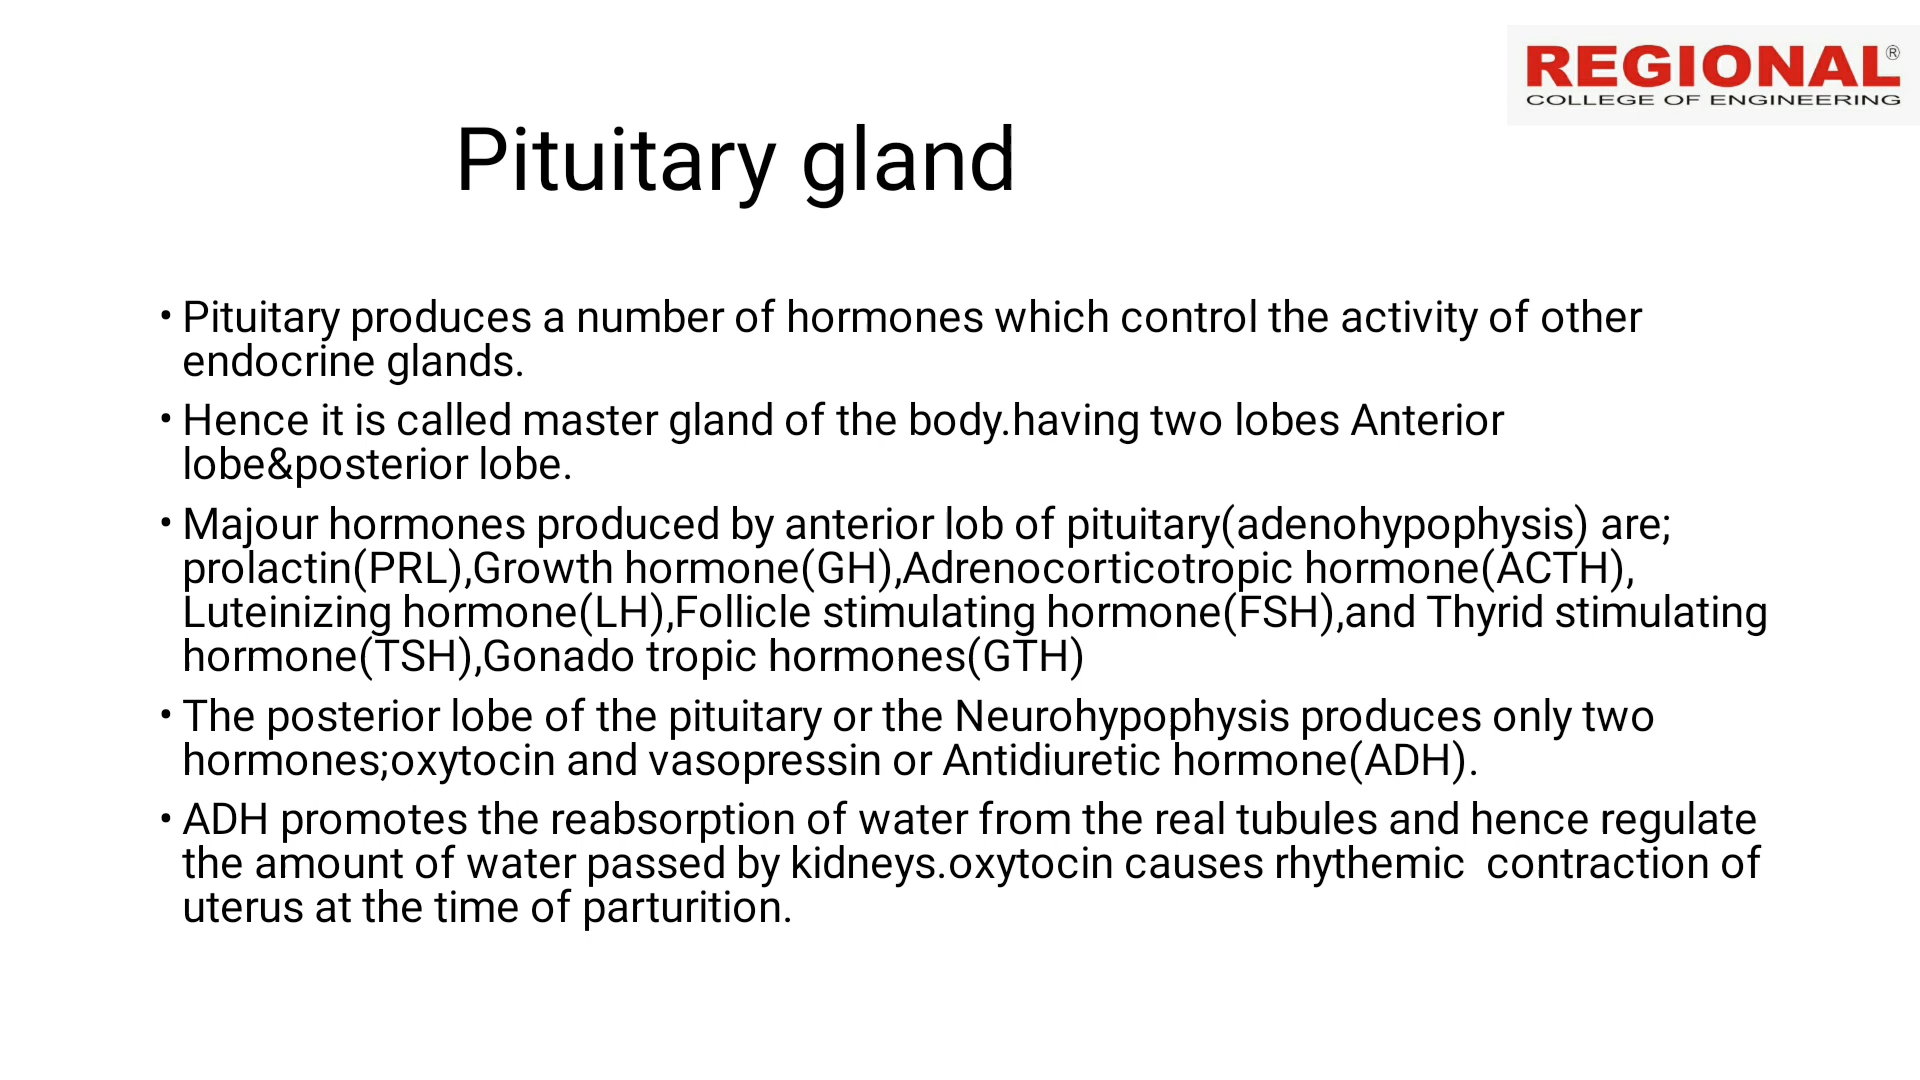 REGIONAL®
COLLEGE OF ENGINEERING
Pituitary gland
• Pituitary produces a number of hormones which control the activity of other
endocrine glands.
• Hence it is called master gland of the body.having two lobes Anterior
lobe&posterior lobe.
• Majour hormones produced by anterior lob of pituitary(adenohypophysis) are;
prolactin(PRL),Growth hormone(GH),Adrenocorticotropic hormone(ACTH),
Luteinizing hormone(LH),Follicle stimulating hormone(FSH),and Thyrid stimulating
hormone(TSH),Gonado tropic hormones(GTH)
• The posterior lobe of the pituitary or the Neurohypophysis produces only two
hormones;oxytocin and vasopressin or Antidiuretic hormone(ADH).
• ADH promotes the reabsorption of water from the real tubules and hence regulate
the amount of water passed by kidneys.oxytocin causes rhythemic  contraction of
uterus at the time of parturition.